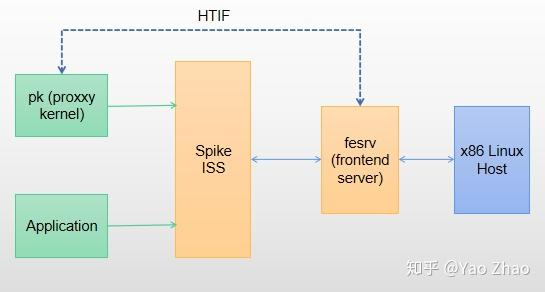 HTIF
pk (proxxy
kernel)
Spike
ISS
fesrv
(frontend
server)
x86 Linux
Host
Application
知乎 @Yao Zhao